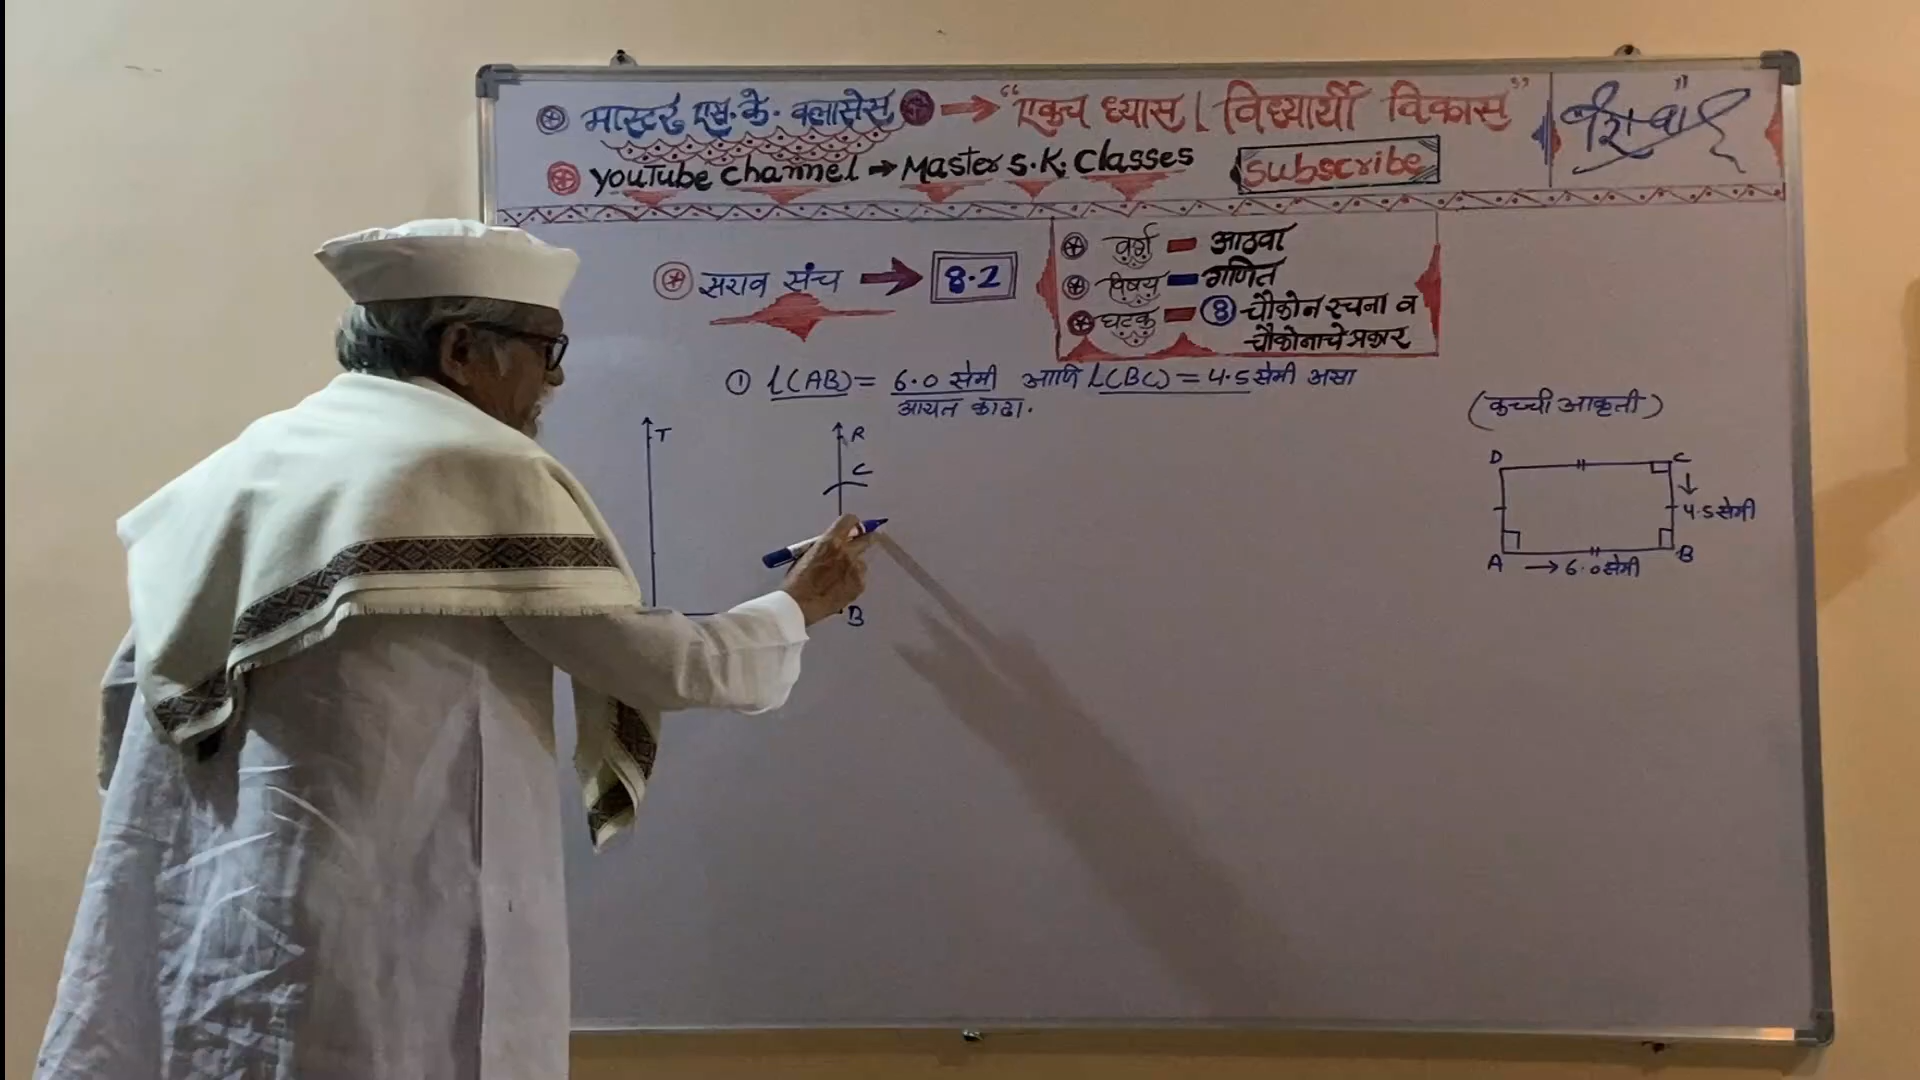 मास्टर एस. के. क्लासेस → "एकच ध्यास। विद्यार्थी विकास"
YouTube Channel → Master S.K. Classes Subscribe
सराव संच → 8.2
वर्ग - आठवा
विषय - गणित
घटक - 8 चौकोन रचना व
चौकोनाचे प्रकार
① l(AB) = 6.0 सेमी आणि l(BC) = 4.5 सेमी असा
आयत काढा.
(कच्ची आकृती)
T R
C
B
D C
4.5 सेमी
A → 6.0 सेमी B